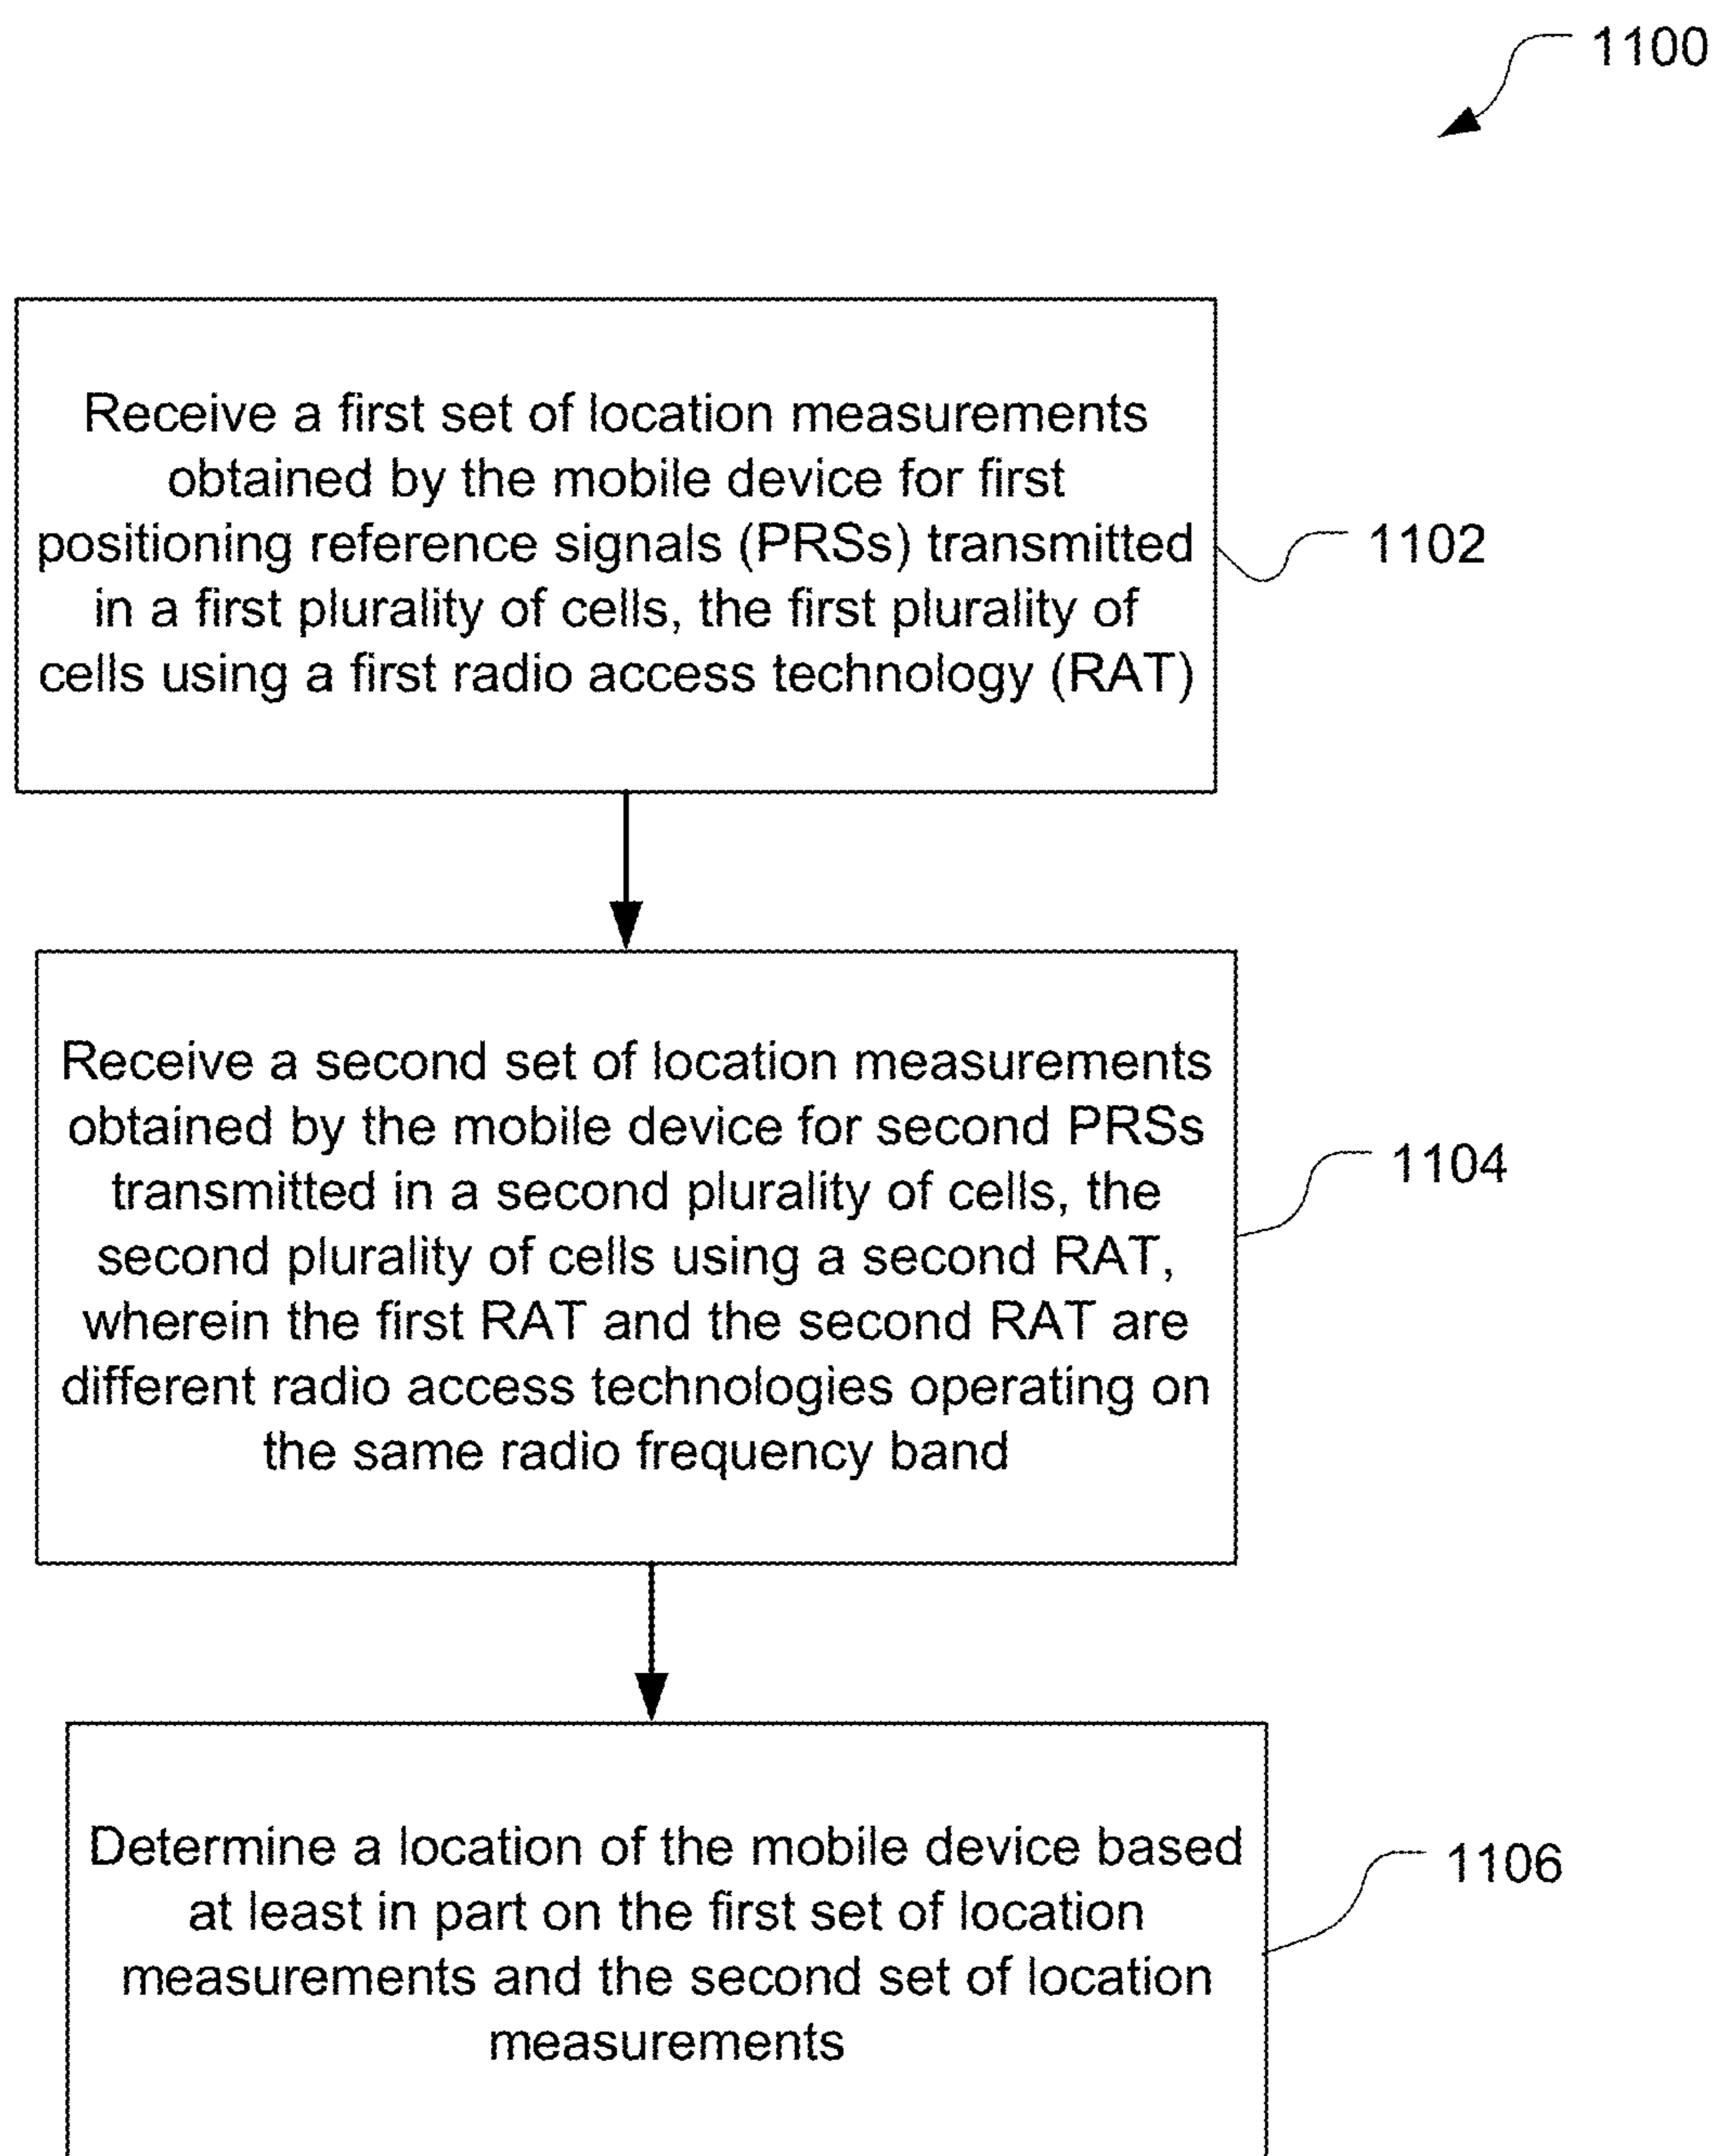 1100
Receive a first set of location measurements
obtained by the mobile device for first
positioning reference signals (PRSs) transmitted
in a first plurality of cells, the first plurality of
cells using a first radio access technology (RAT)
1102
Receive a second set of location measurements
obtained by the mobile device for second PRSs
transmitted in a second plurality of cells, the
second plurality of cells using a second RAT,
wherein the first RAT and the second RAT are
different radio access technologies operating on
the same radio frequency band
1104
Determine a location of the mobile device based
at least in part on the first set of location
measurements and the second set of location
measurements
1106